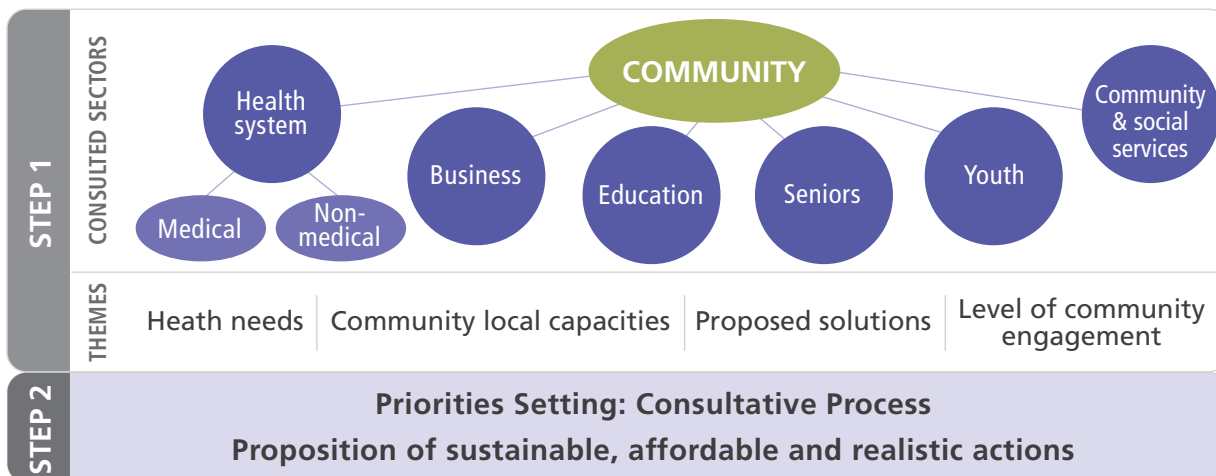 STEP 1
CONSULTED SECTORS
COMMUNITY
Health
system
Medical
Non-
medical
Business
Education
Seniors
Youth
Community
& social
services
THEMES
Heath needs
Community local capacities
Proposed solutions
Level of community
engagement
STEP 2
Priorities Setting: Consultative Process
Proposition of sustainable, affordable and realistic actions